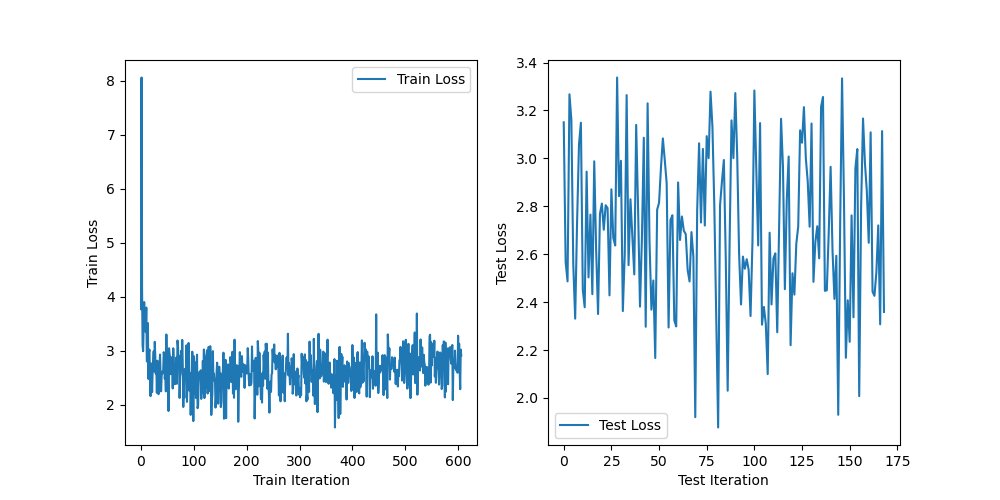 8
7
6
5
4
3
2
Train Loss
Train Loss
0 100 200 300 400 500 600
Train Iteration
3.4
3.2
3.0
2.8
2.6
2.4
2.2
2.0
Test Loss
Test Loss
0 25 50 75 100 125 150 175
Test Iteration